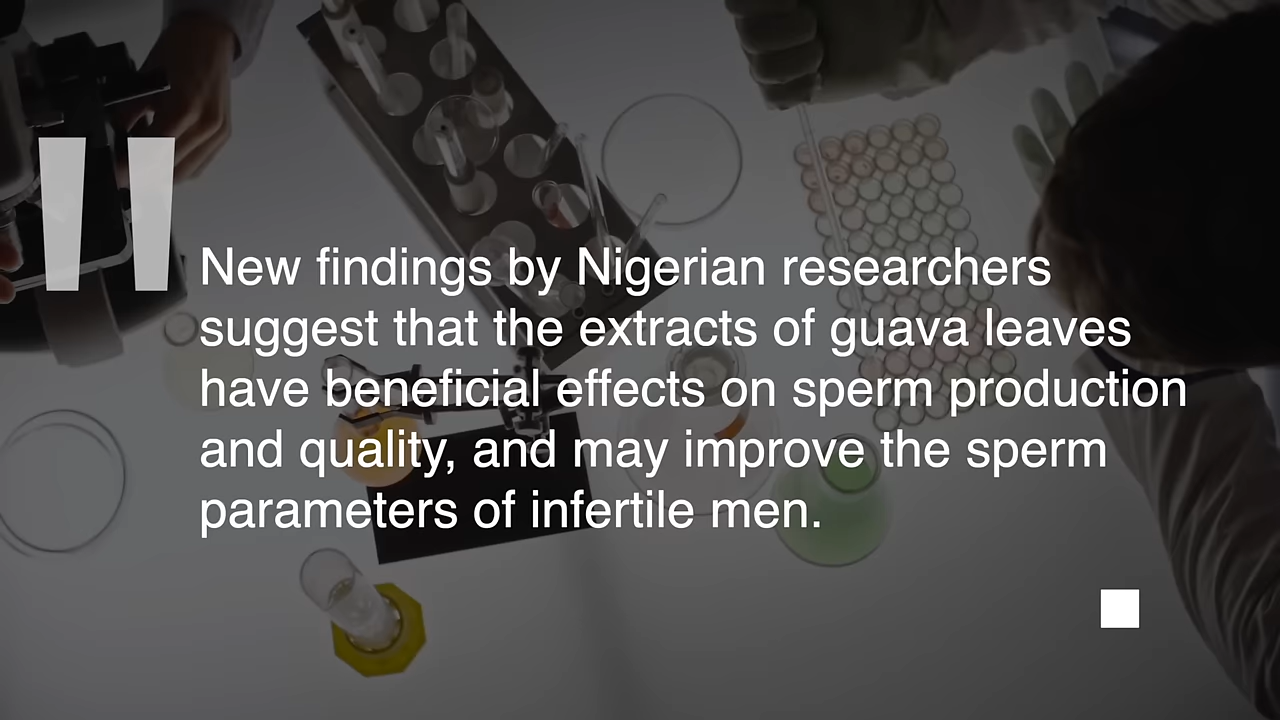 "
New findings by Nigerian researchers
suggest that the extracts of guava leaves
have beneficial effects on sperm production
and quality, and may improve the sperm
parameters of infertile men.